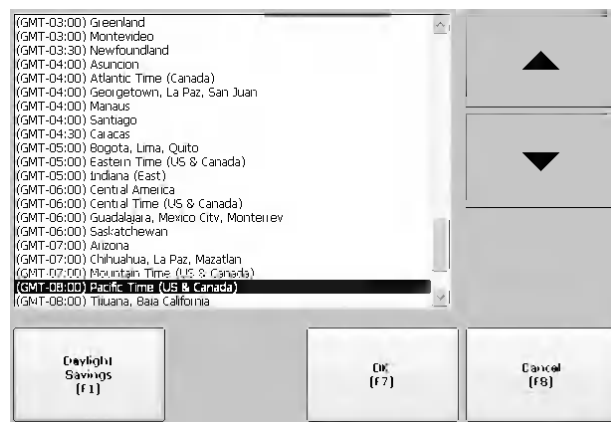 (GMT-03:00) Greenland
(GMT-03:00) Montevideo
(GMT-03:30) Newfoundland
(GMT-04:00) Asuncion
(GMT-04:00) Atlantic Time (Canada)
(GMT-04:00) Georgetown, La Paz, San Juan
(GMT-04:00) Manaus
(GMT-04:00) Santiago
(GMT-04:30) Caracas
(GMT-05:00) Bogota, Lima, Quito
(GMT-05:00) Eastern Time (US & Canada)
(GMT-05:00) Indiana (East)
(GMT-06:00) Central America
(GMT-06:00) Central Time (US & Canada)
(GMT-06:00) Guadalajara, Mexico City, Monterrey
(GMT-06:00) Saskatchewan
(GMT-07:00) Arizona
(GMT-07:00) Chihuahua, La Paz, Mazatlan
(GMT-07:00) Mountain Time (US & Canada)
(GMT-08:00) Pacific Time (US & Canada)
(GMT-08:00) Tijuana, Baja California
Daylight
Savings
(F1)
OK
(F7)
Cancel
(F8)